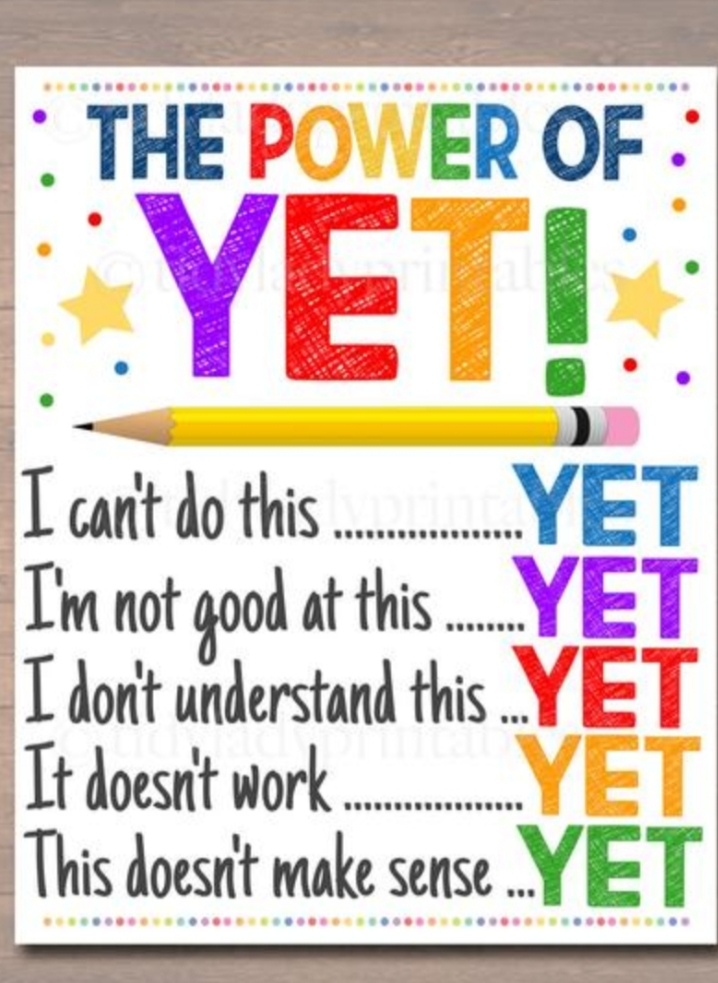 THE POWER OF
YET!
I can't do this ..................YET
I'm not good at this ........YET
I don't understand this ...YET
It doesn't work .................YET
This doesn't make sense ...YET
©tidyladyprintables